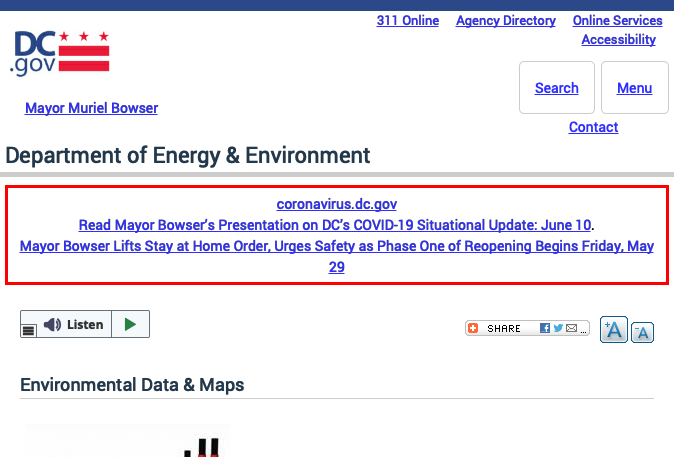 311 Online Agency Directory Online Services
Accessibility
DC
.gov
Search Menu
Mayor Muriel Bowser
Contact
Department of Energy & Environment
coronavirus.dc.gov
Read Mayor Bowser's Presentation on DC's COVID-19 Situational Update: June 10.
Mayor Bowser Lifts Stay at Home Order, Urges Safety as Phase One of Reopening Begins Friday, May
29
Listen
SHARE ...
+A -A
Environmental Data & Maps